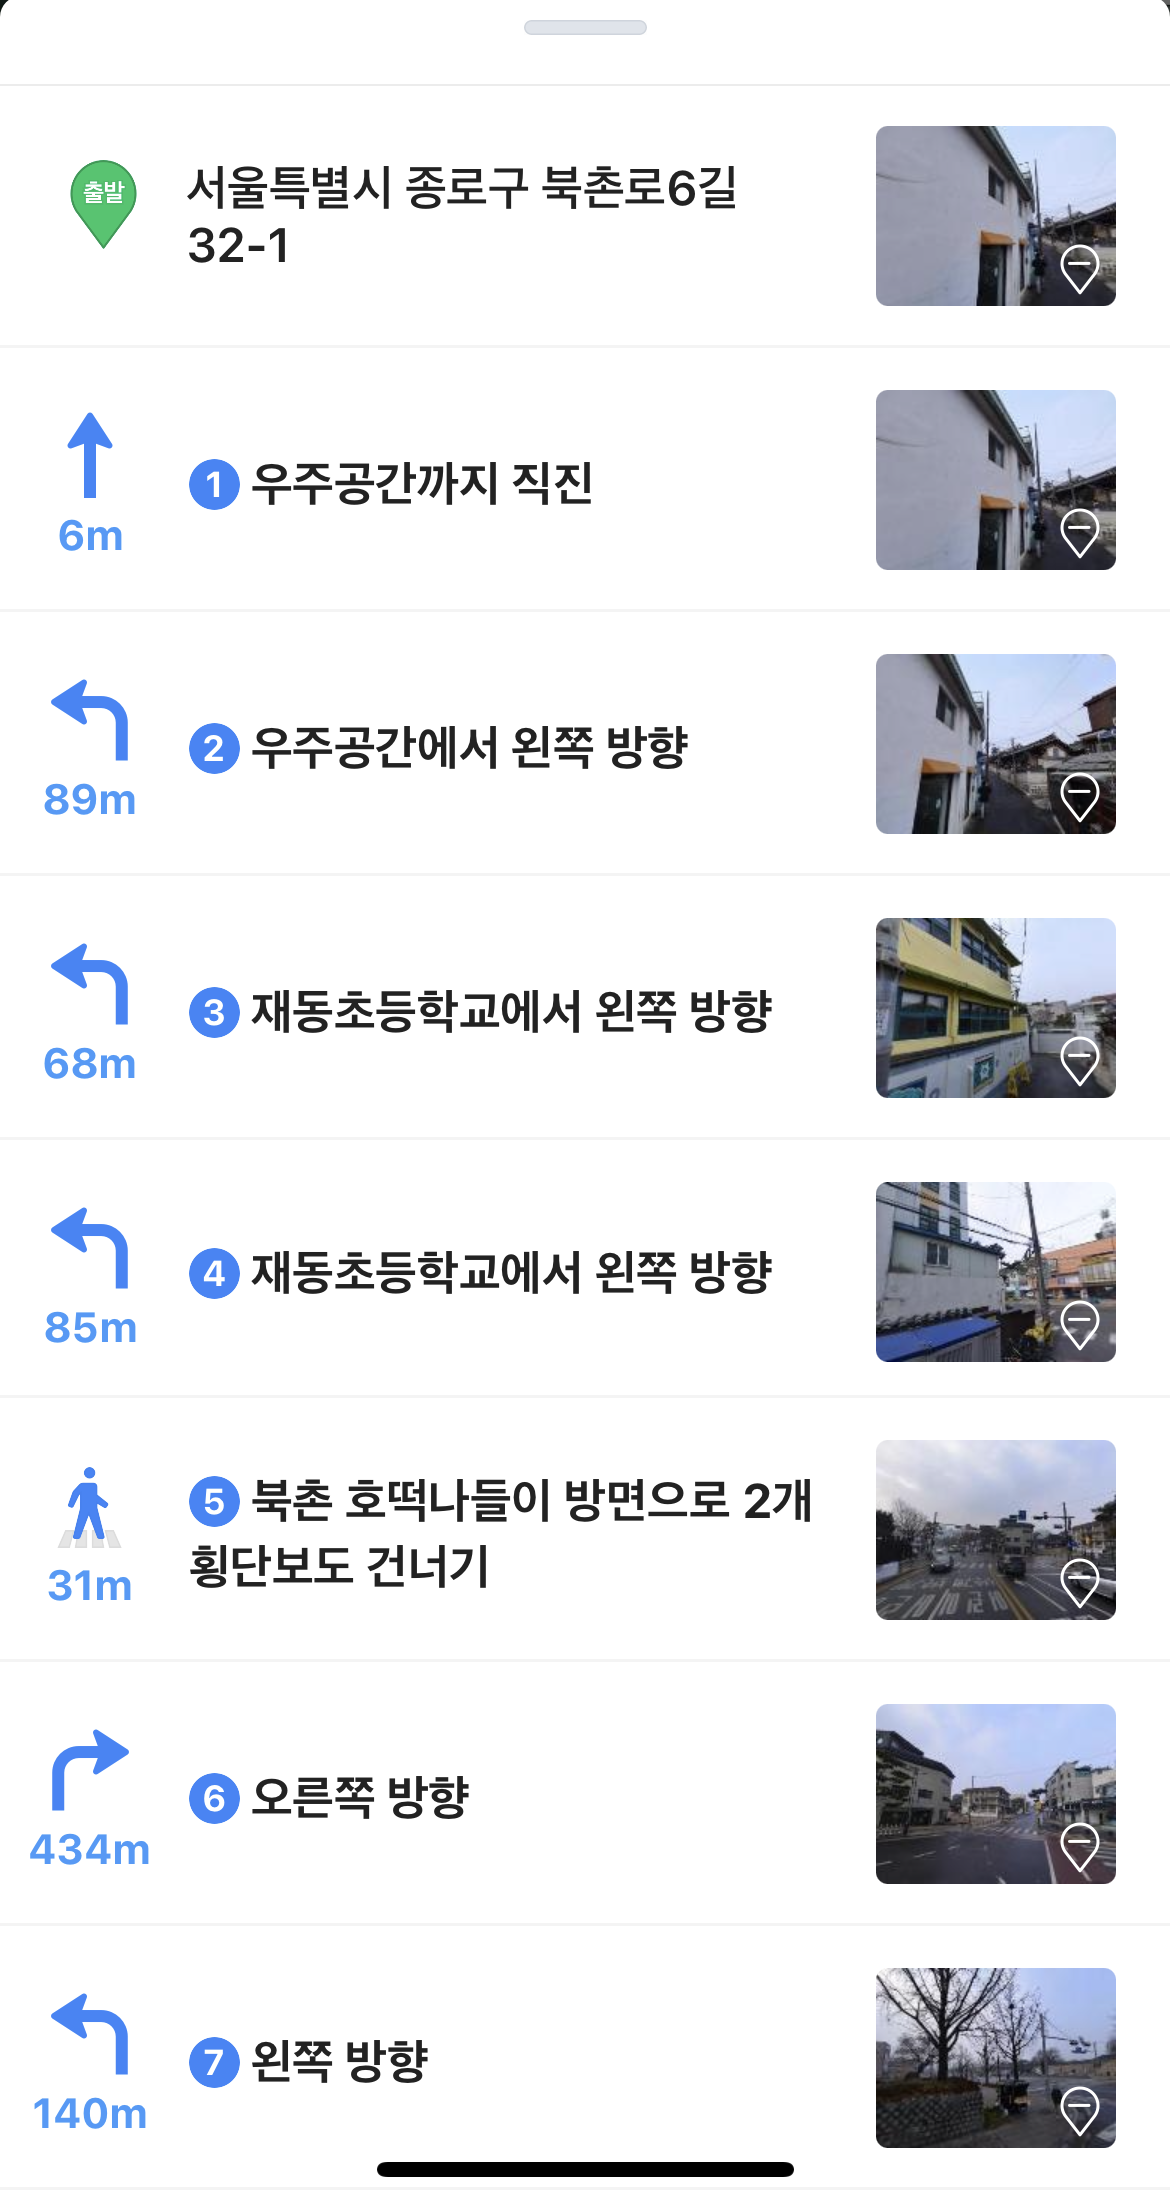 출발
서울특별시 종로구 북촌로6길
32-1
6m
1 우주공간까지 직진
89m
2 우주공간에서 왼쪽 방향
68m
3 재동초등학교에서 왼쪽 방향
85m
4 재동초등학교에서 왼쪽 방향
31m
5 북촌 호떡나들이 방면으로 2개
횡단보도 건너기
434m
6 오른쪽 방향
140m
7 왼쪽 방향